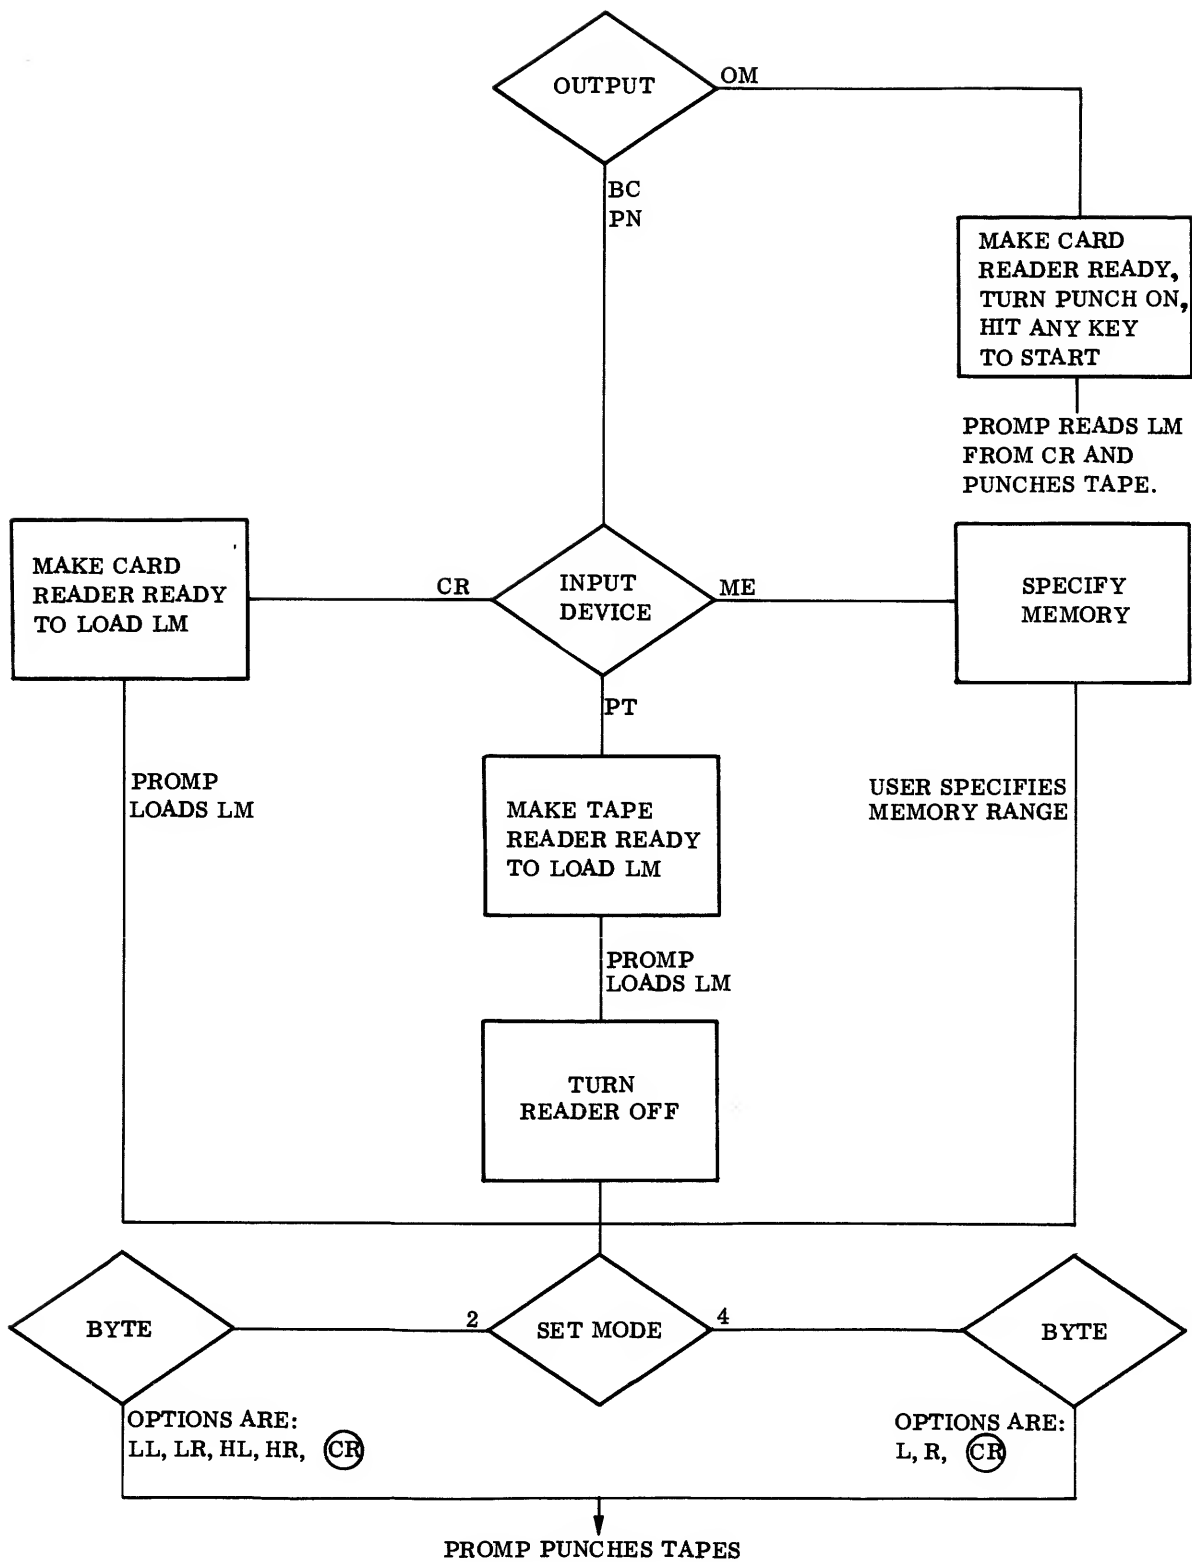 OUTPUT
OM
BC
PN
MAKE CARD
READER READY,
TURN PUNCH ON,
HIT ANY KEY
TO START
PROMP READS LM
FROM CR AND
PUNCHES TAPE.
MAKE CARD
READER READY
TO LOAD LM
CR
INPUT
DEVICE
ME
SPECIFY
MEMORY
PT
PROMP
LOADS LM
MAKE TAPE
READER READY
TO LOAD LM
USER SPECIFIES
MEMORY RANGE
PROMP
LOADS LM
TURN
READER OFF
BYTE
2
SET MODE
4
BYTE
OPTIONS ARE:
LL, LR, HL, HR, CR
OPTIONS ARE:
L, R, CR
PROMP PUNCHES TAPES